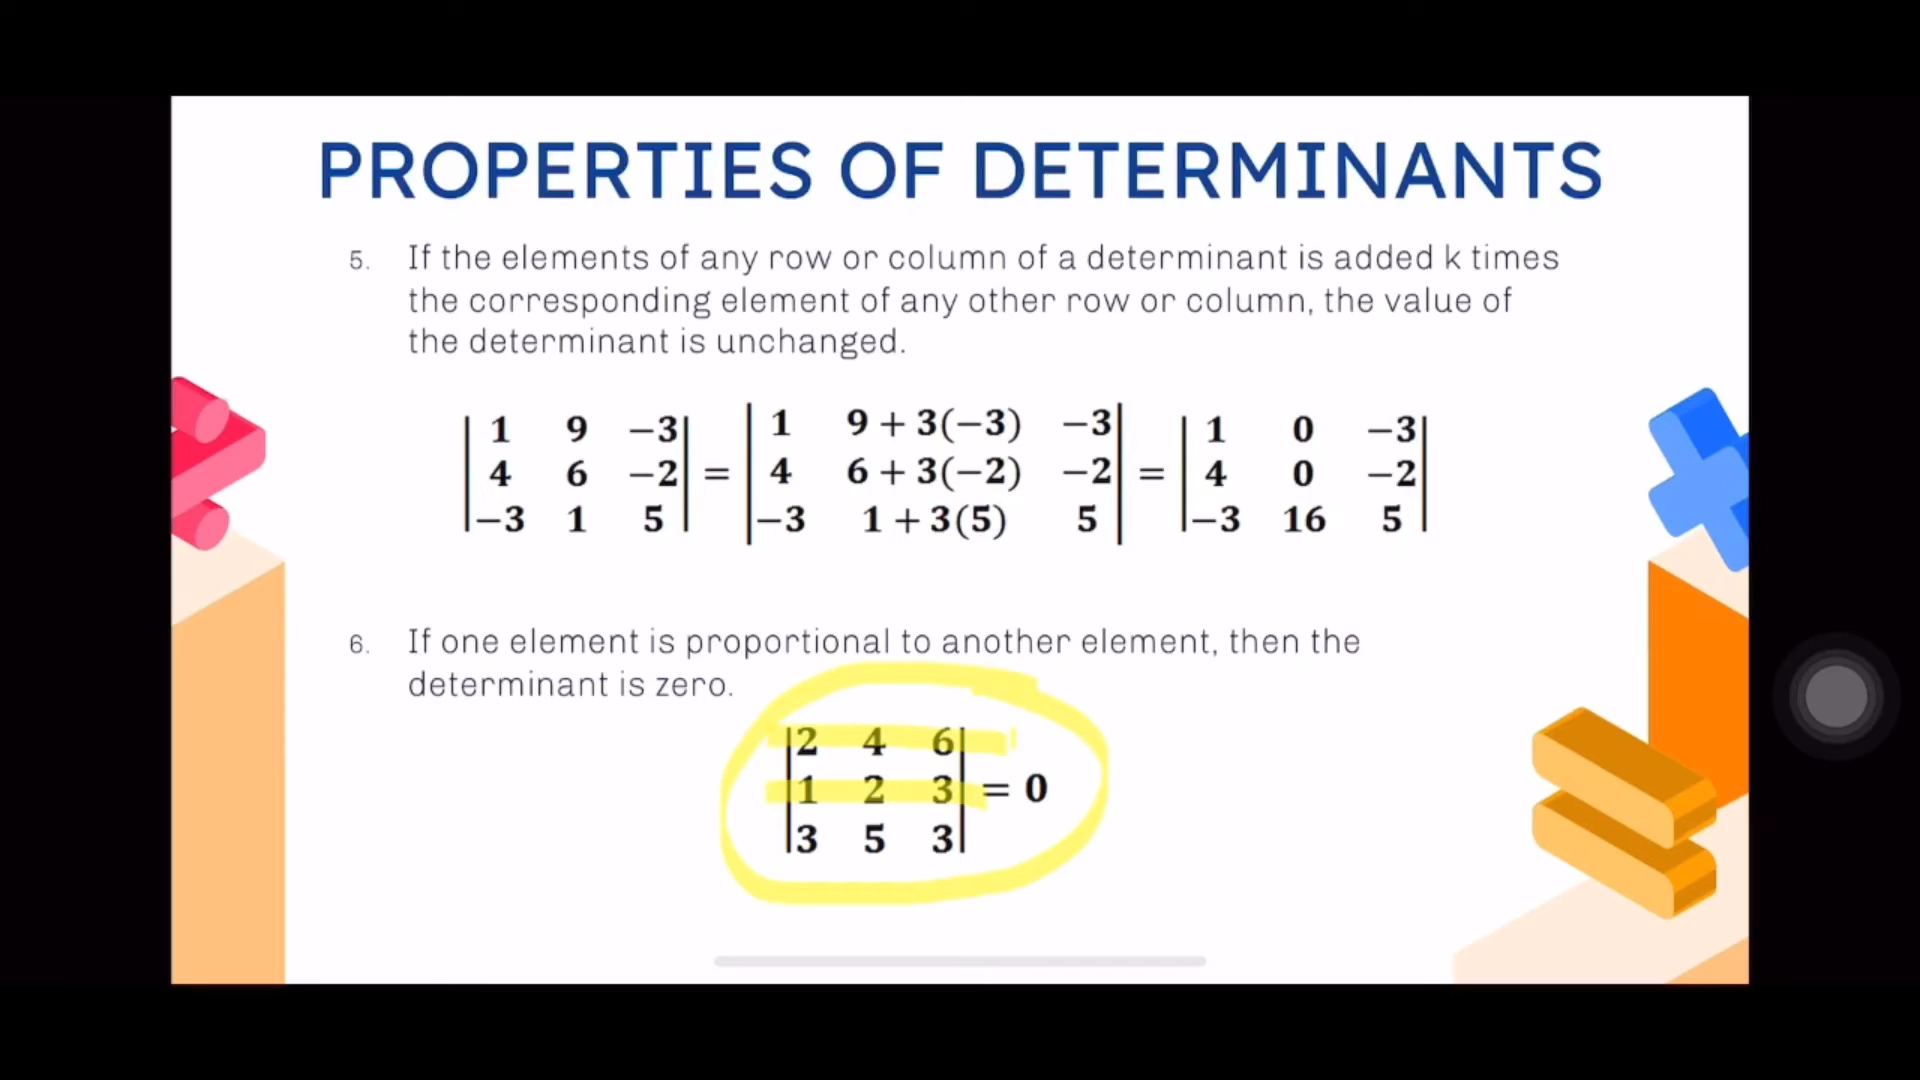 PROPERTIES OF DETERMINANTS
5. If the elements of any row or column of a determinant is added k times
the corresponding element of any other row or column, the value of
the determinant is unchanged.
|1 9 −3| |1 9 + 3(−3) −3| |1 0 −3|
|4 6 −2| = |4 6 + 3(−2) −2| = |4 0 −2|
|−3 1 5| |−3 1 + 3(5) 5| |−3 16 5|
6. If one element is proportional to another element, then the
determinant is zero.
|2 4 6|
|1 2 3| = 0
|3 5 3|